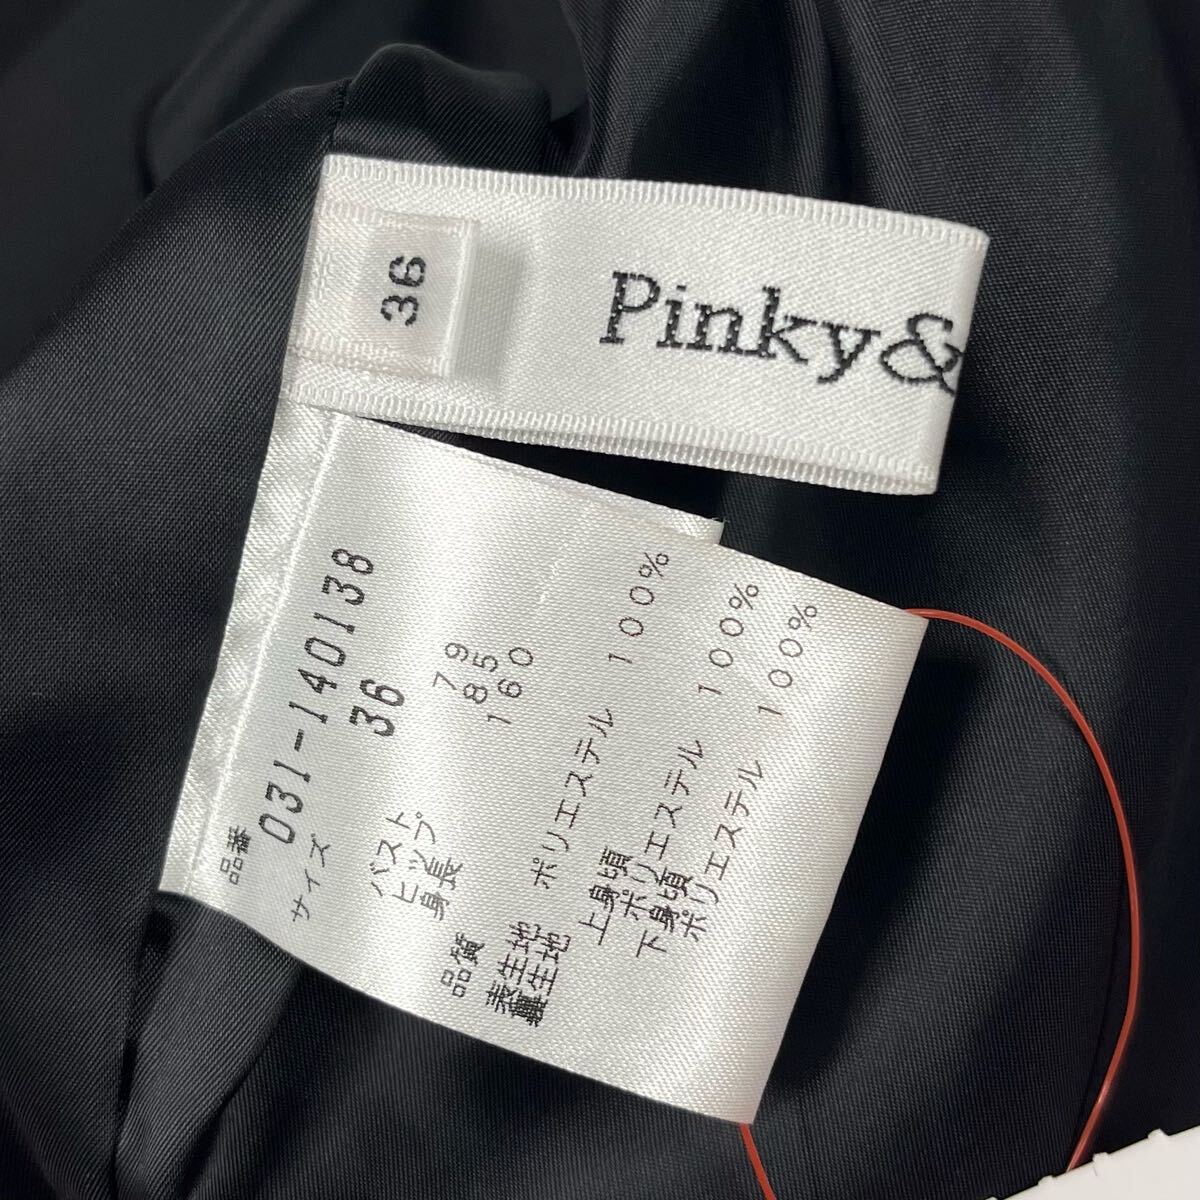 36
Pinky&
品番 031-140138
サイズ 36
バスト 79
ヒップ 85
身長 160
品質
表生地 ポリエステル 100%
裏生地
上身頃
ポリエステル 100%
下身頃
ポリエステル 100%